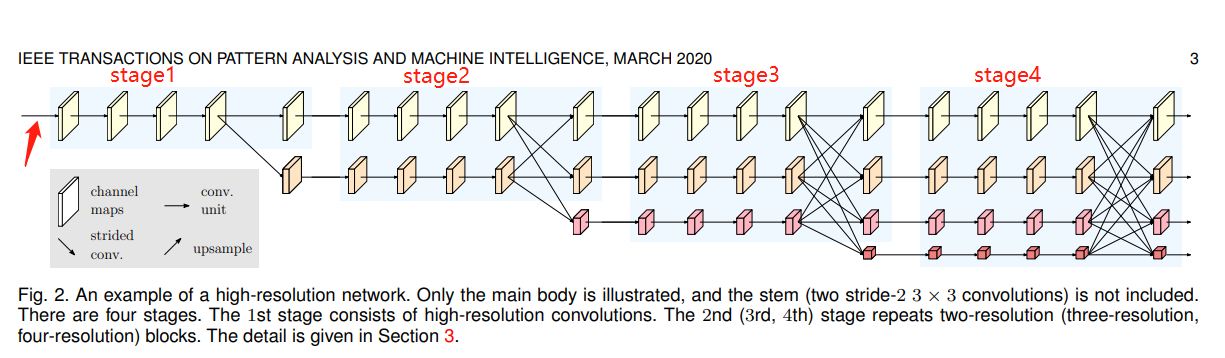 IEEE TRANSACTIONS ON PATTERN ANALYSIS AND MACHINE INTELLIGENCE, MARCH 2020 3
stage1 stage2 stage3 stage4
channel
maps
conv.
unit
strided
conv.
upsample
Fig. 2. An example of a high-resolution network. Only the main body is illustrated, and the stem (two stride-2 3 × 3 convolutions) is not included.
There are four stages. The 1st stage consists of high-resolution convolutions. The 2nd (3rd, 4th) stage repeats two-resolution (three-resolution,
four-resolution) blocks. The detail is given in Section 3.